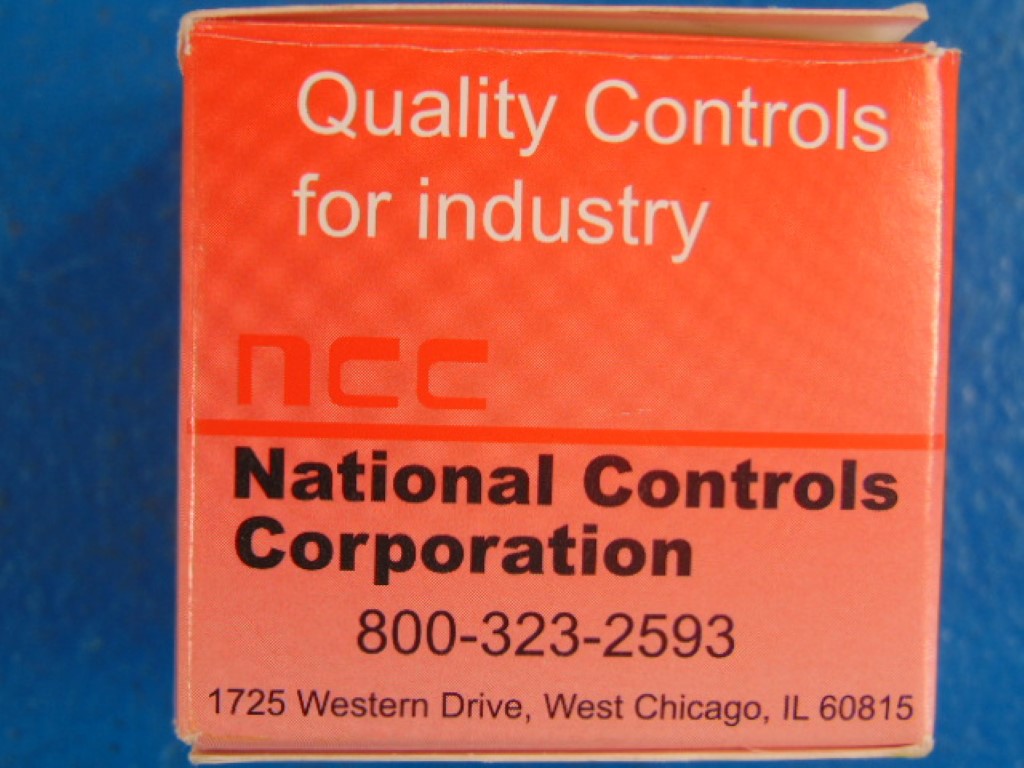 Quality Controls
for industry
ncc
National Controls
Corporation
800-323-2593
1725 Western Drive, West Chicago, IL 60815